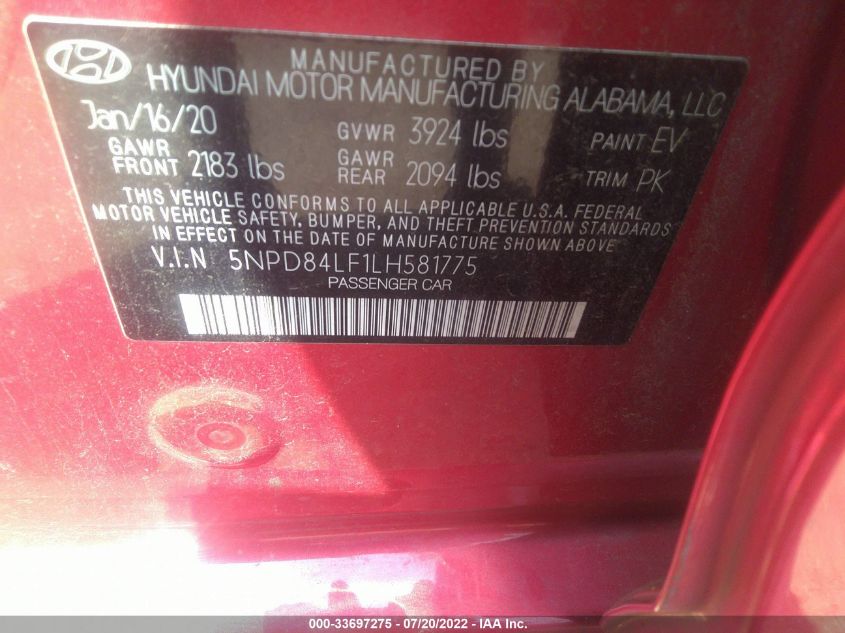 MANUFACTURED BY
HYUNDAI MOTOR MANUFACTURING ALABAMA, LLC
Jan/16/20 GVWR 3924 lbs PAINT EV
GAWR FRONT 2183 lbs GAWR REAR 2094 lbs TRIM PK
THIS VEHICLE CONFORMS TO ALL APPLICABLE U.S.A. FEDERAL
MOTOR VEHICLE SAFETY, BUMPER, AND THEFT PREVENTION STANDARDS
IN EFFECT ON THE DATE OF MANUFACTURE SHOWN ABOVE
V.I.N 5NPD84LF1LH581775
PASSENGER CAR
000-33697275 - 07/20/2022 - IAA Inc.